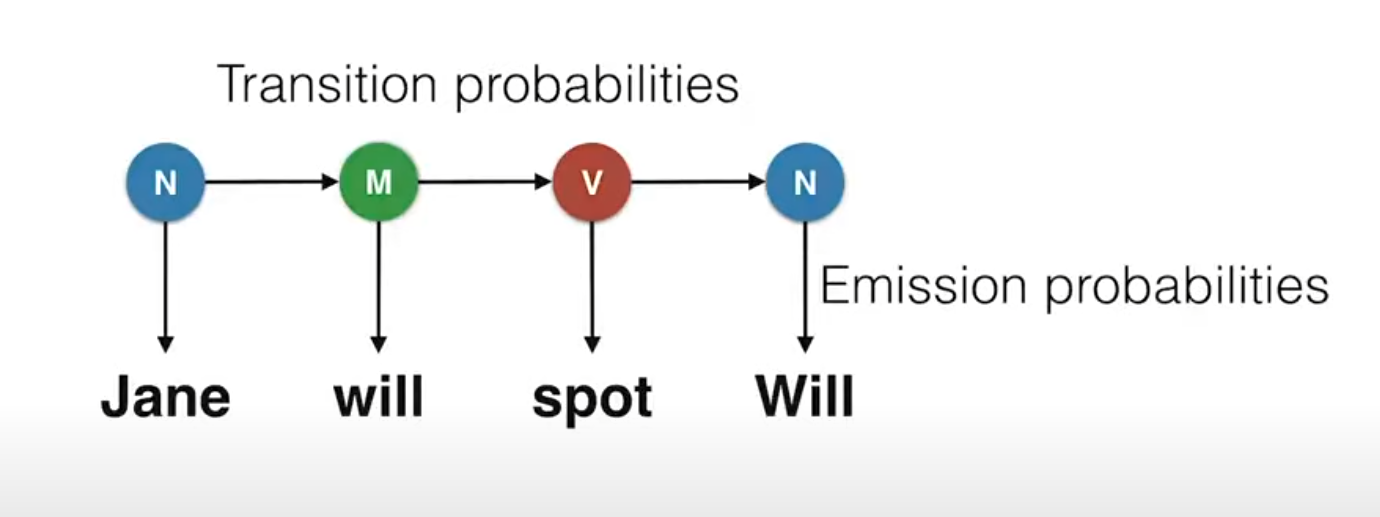 Transition probabilities
N M V N
Emission probabilities
Jane will spot Will